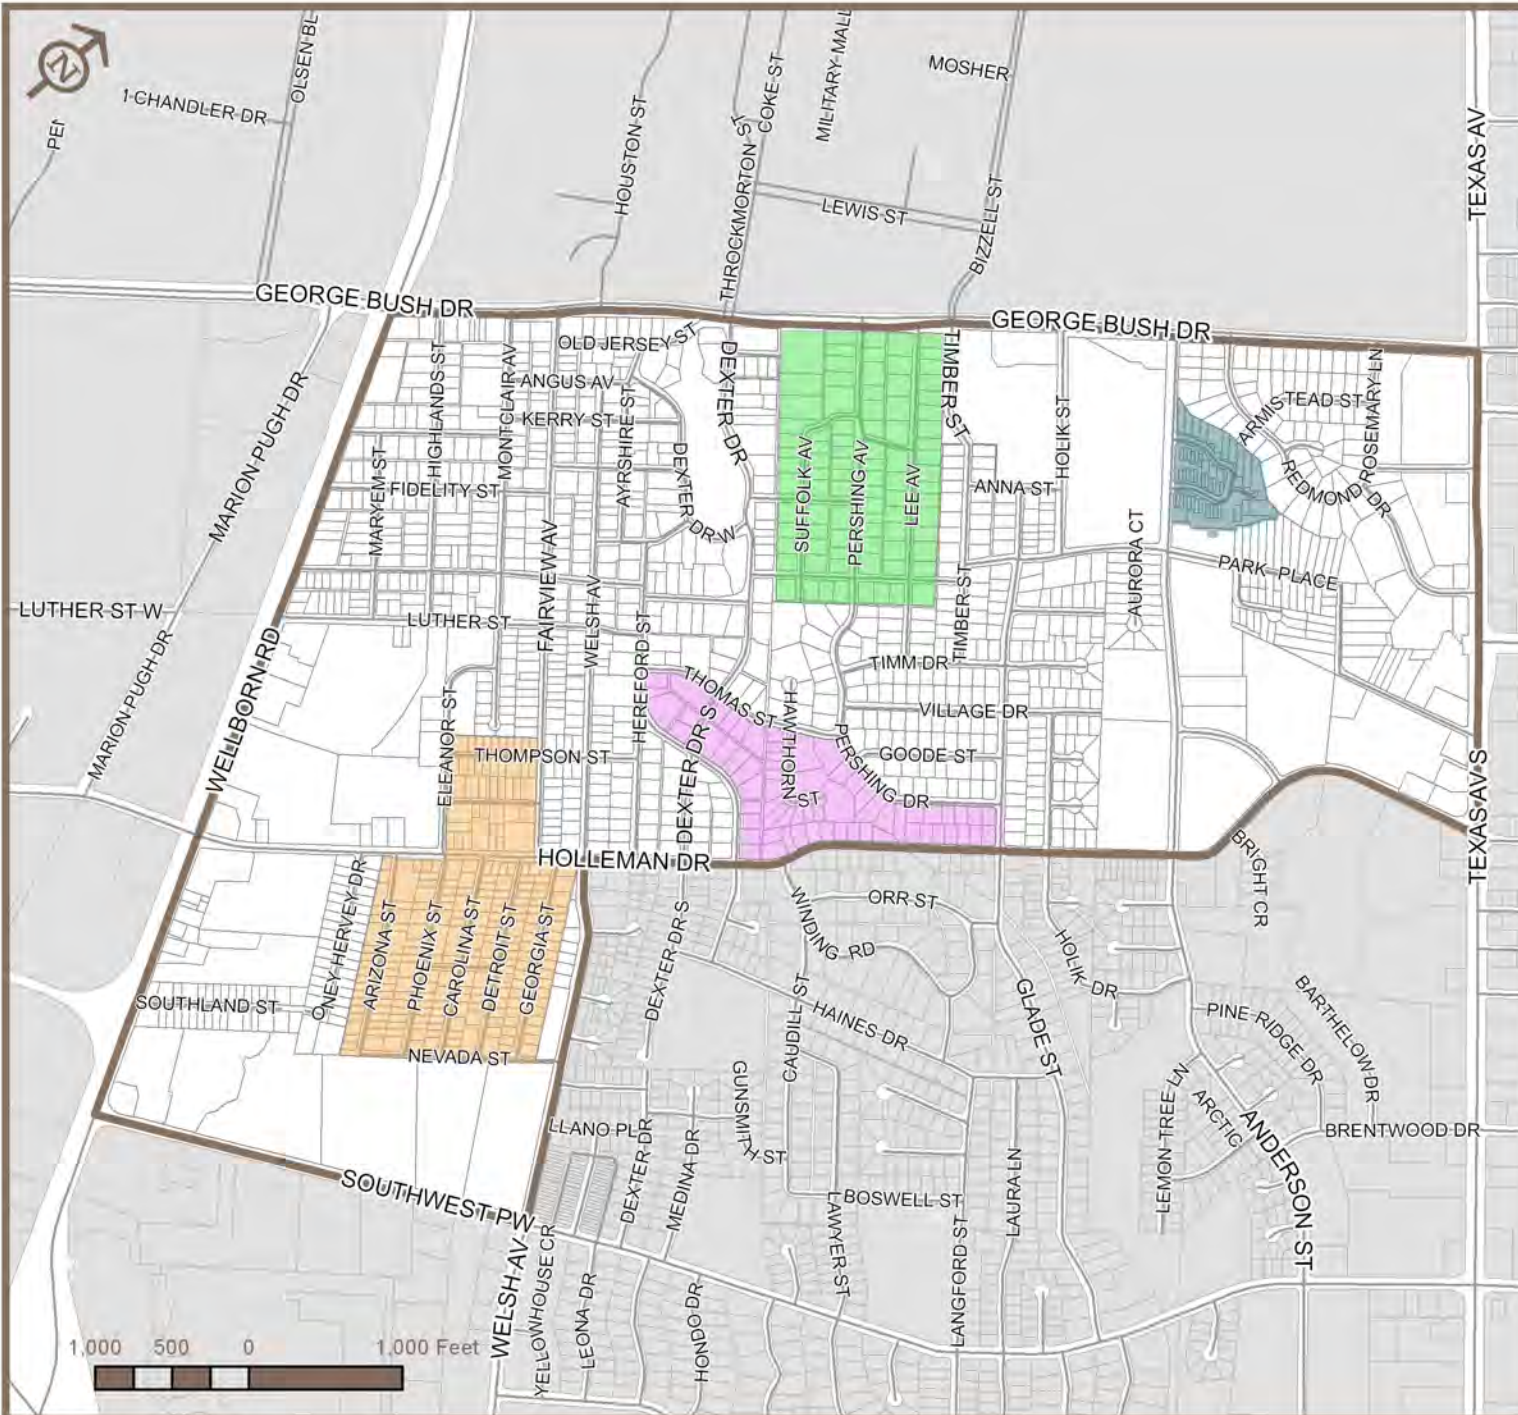 N
OLSEN BL
CHANDLER DR
PEN
HOUSTON ST
THROCKMORTON ST
COKE ST
MILITARY MALL
MOSHER
LEWIS ST
BIZZELL ST
TEXAS AV
GEORGE BUSH DR
GEORGE BUSH DR
OLD JERSEY ST
HIGHLANDS ST
MONTCLAIR AV
ANGUS AV
KERRY ST
AYRSHIRE ST
DEXTER DR
TIMBER ST
HOLIK ST
ARMISTEAD ST
ROSEMARY LN
REDMOND DR
MARION PUGH DR
MARYEM ST
FIDELITY ST
DEXTER DR W
SUFFOLK AV
PERSHING AV
LEE AV
ANNA ST
AURORA CT
PARK PLACE
FAIRVIEW AV
WELSH AV
LUTHER ST W
MARION PUGH DR
LUTHER ST
HEREFORD ST
TIMBER ST
TIMM DR
WELLBORN RD
ELEANOR ST
THOMAS ST
HAWTHORN ST
VILLAGE DR
THOMPSON ST
DEXTER DR S
PERSHING DR
GOODE ST
TEXAS AV S
HOLLEMAN DR
BRIGHT CR
ONEY HERVEY DR
ARIZONA ST
PHOENIX ST
CAROLINA ST
DETROIT ST
GEORGIA ST
DEXTER DR S
WINDING RD
ORR ST
HOLIK DR
SOUTHLAND ST
NEVADA ST
CAUDILL ST
HAINES DR
GLADE ST
PINE RIDGE DR
BARTHELOW DR
GUNSMITH ST
LEMON TREE LN
ARCTIC
LLANO PL
DEXTER DR
MEDINA DR
BRENTWOOD DR
ANDERSON ST
SOUTHWEST PW
BOSWELL ST
LAWYER ST
LANGFORD ST
LAURA LN
WELSH AV
YELLOWHOUSE CR
LEONA DR
HONDO DR
1,000 500 0 1,000 Feet